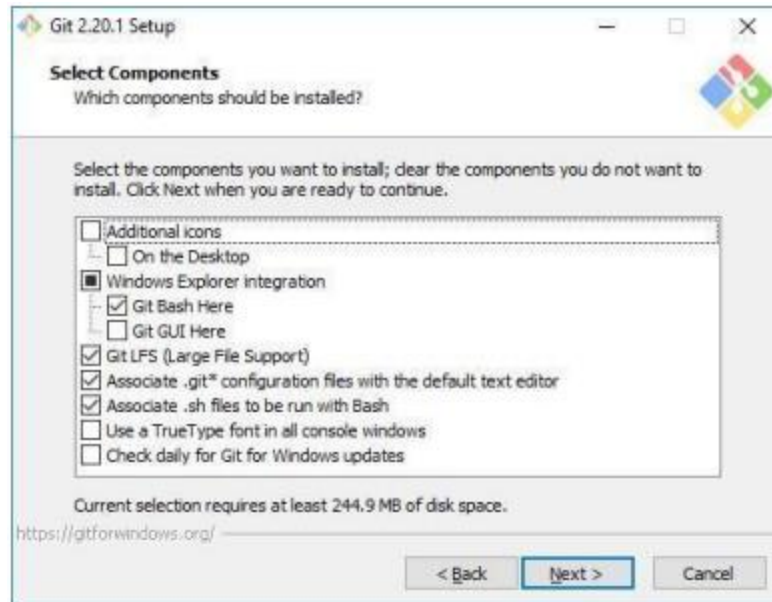 Git 2.20.1 Setup
Select Components
Which components should be installed?
Select the components you want to install; clear the components you do not want to
install. Click Next when you are ready to continue.
Additional icons
On the Desktop
Windows Explorer integration
Git Bash Here
Git GUI Here
Git LFS (Large File Support)
Associate .git* configuration files with the default text editor
Associate .sh files to be run with Bash
Use a TrueType font in all console windows
Check daily for Git for Windows updates
Current selection requires at least 244.9 MB of disk space.
https://gitforwindows.org/
< Back Next > Cancel